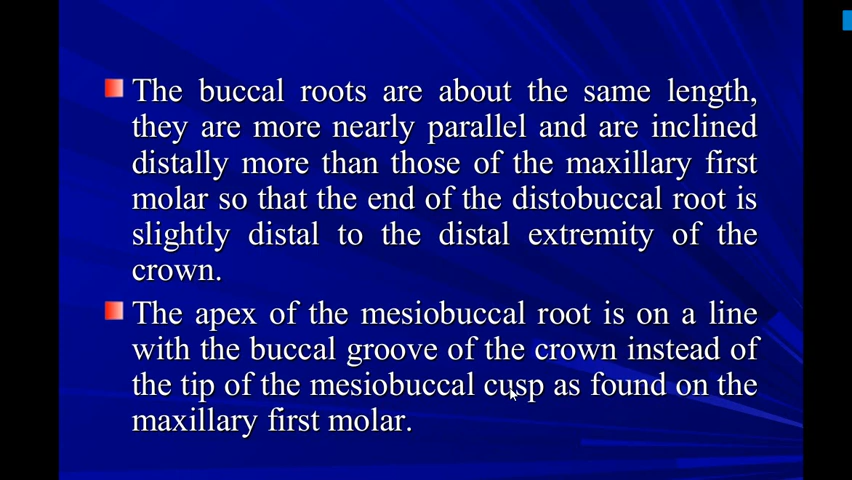 The buccal roots are about the same length,
they are more nearly parallel and are inclined
distally more than those of the maxillary first
molar so that the end of the distobuccal root is
slightly distal to the distal extremity of the
crown.
The apex of the mesiobuccal root is on a line
with the buccal groove of the crown instead of
the tip of the mesiobuccal cusp as found on the
maxillary first molar.